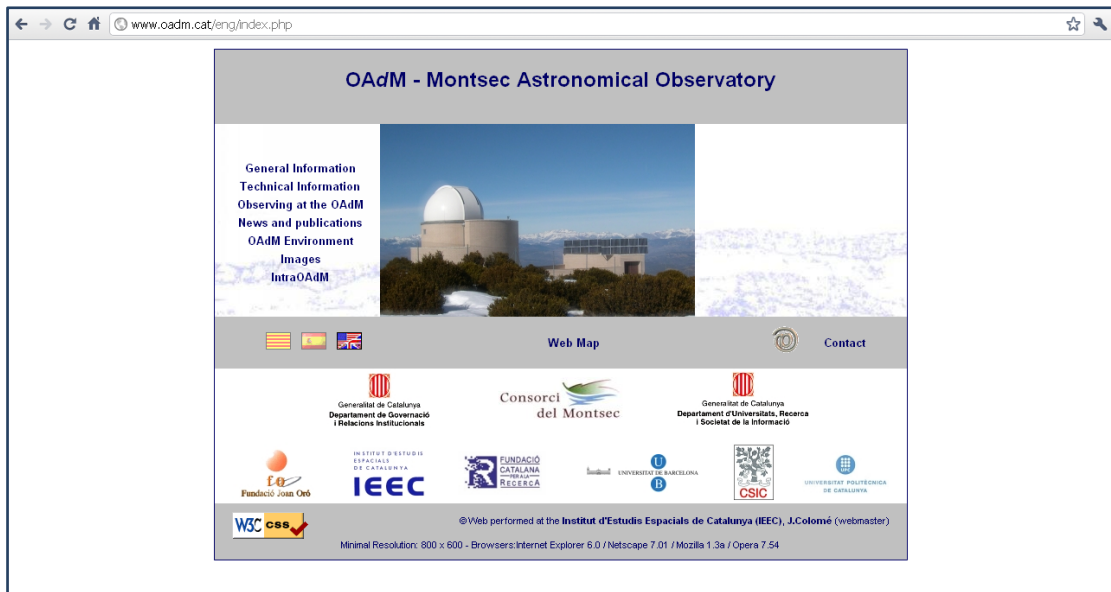 www.oadm.cat/eng/index.php
OAdM - Montsec Astronomical Observatory
General Information
Technical Information
Observing at the OAdM
News and publications
OAdM Environment
Images
IntraOAdM
Web Map
@
Contact
Generalitat de Catalunya
Departament de Governació
i Relacions Institucionals
Consorci
del Montsec
Generalitat de Catalunya
Departament d'Universitats, Recerca
i Societat de la Informació
Fundació Joan Oró
INSTITUT D'ESTUDIS
ESPACIALS
DE CATALUNYA
IEEC
R
FUNDACIÓ
CATALANA
PER A LA
RECERCA
U
UNIVERSITAT DE BARCELONA
B
CSIC
UPC
UNIVERSITAT POLITÈCNICA
DE CATALUNYA
W3C css
©Web performed at the Institut d'Estudis Espacials de Catalunya (IEEC), J.Colomé (webmaster)
Minimal Resolution: 800 x 600 - Browsers:Internet Explorer 6.0 / Netscape 7.01 / Mozilla 1.3a / Opera 7.54